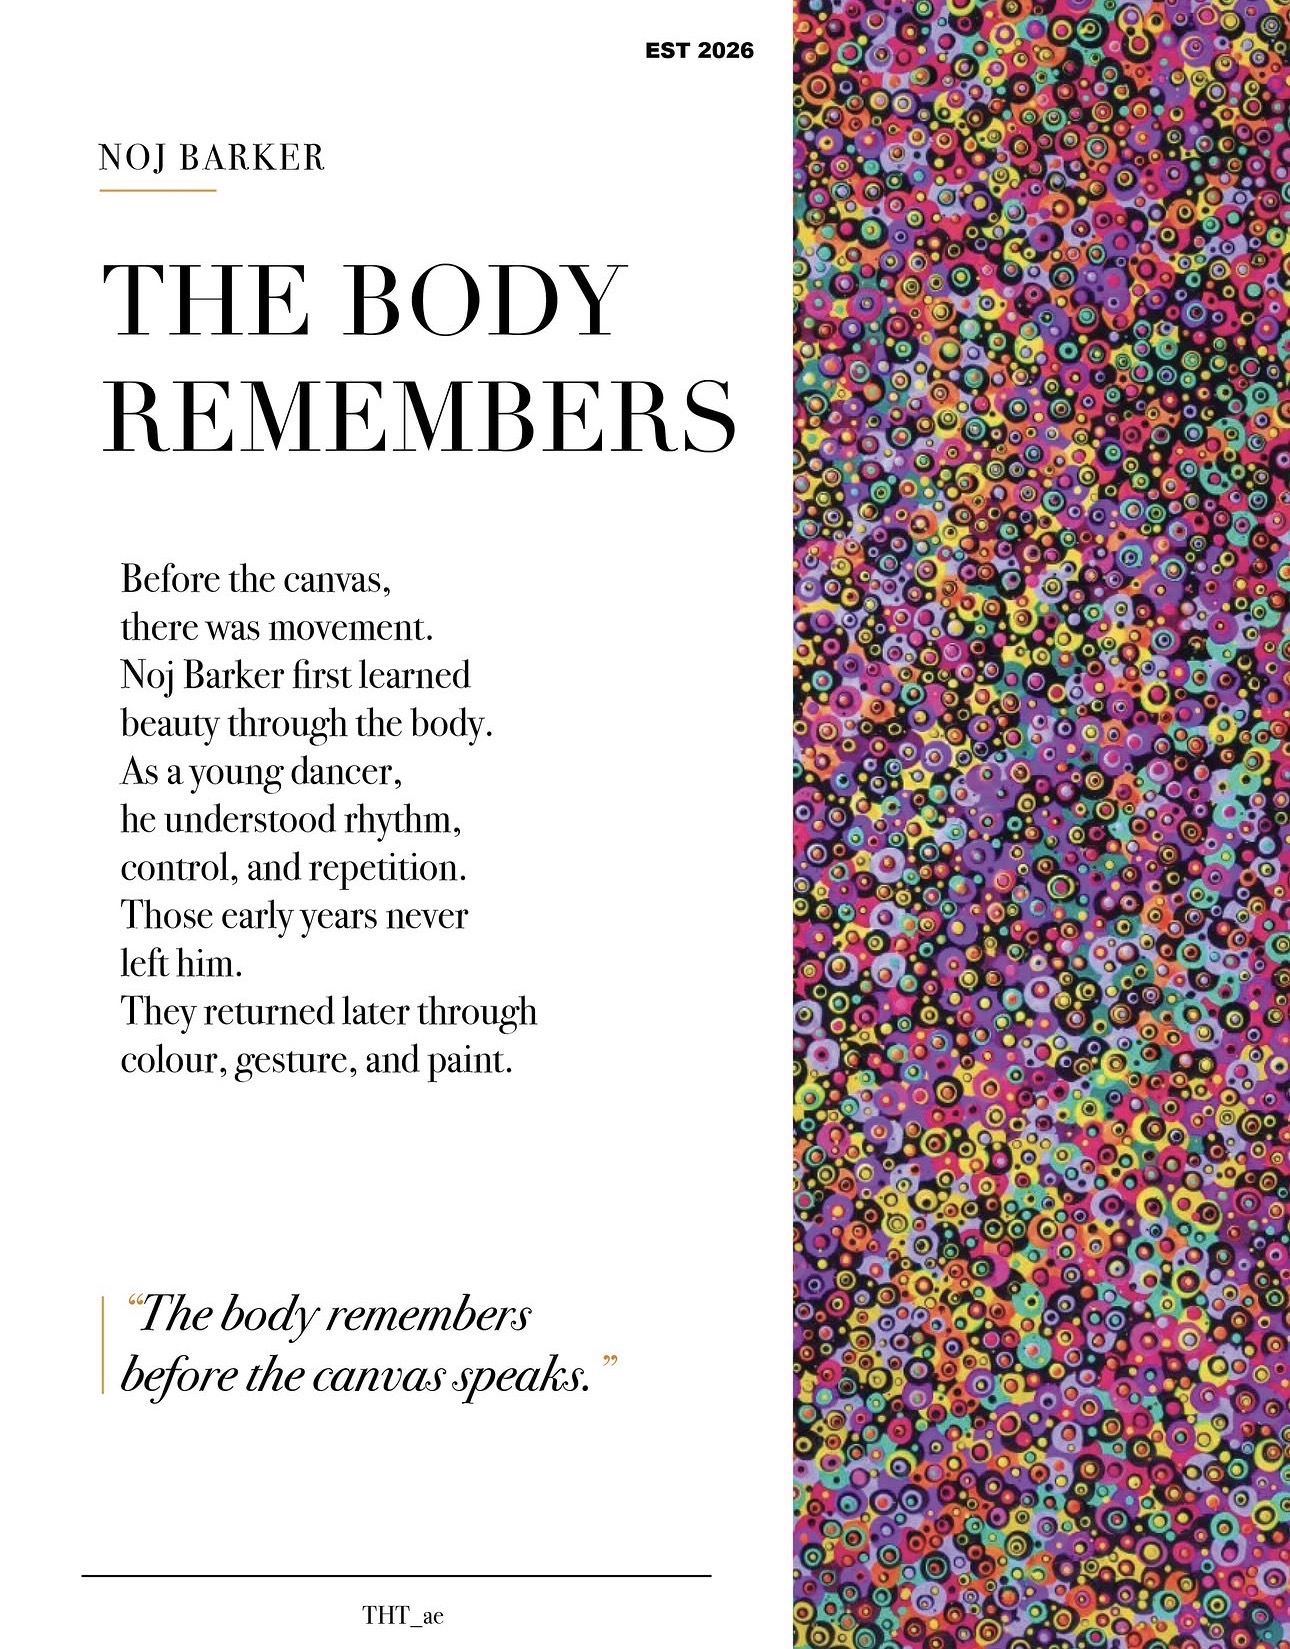 EST 2026
NOJ BARKER
THE BODY
REMEMBERS
Before the canvas,
there was movement.
Noj Barker first learned
beauty through the body.
As a young dancer,
he understood rhythm,
control, and repetition.
Those early years never
left him.
They returned later through
colour, gesture, and paint.
“The body remembers
before the canvas speaks. ”
THT_ae